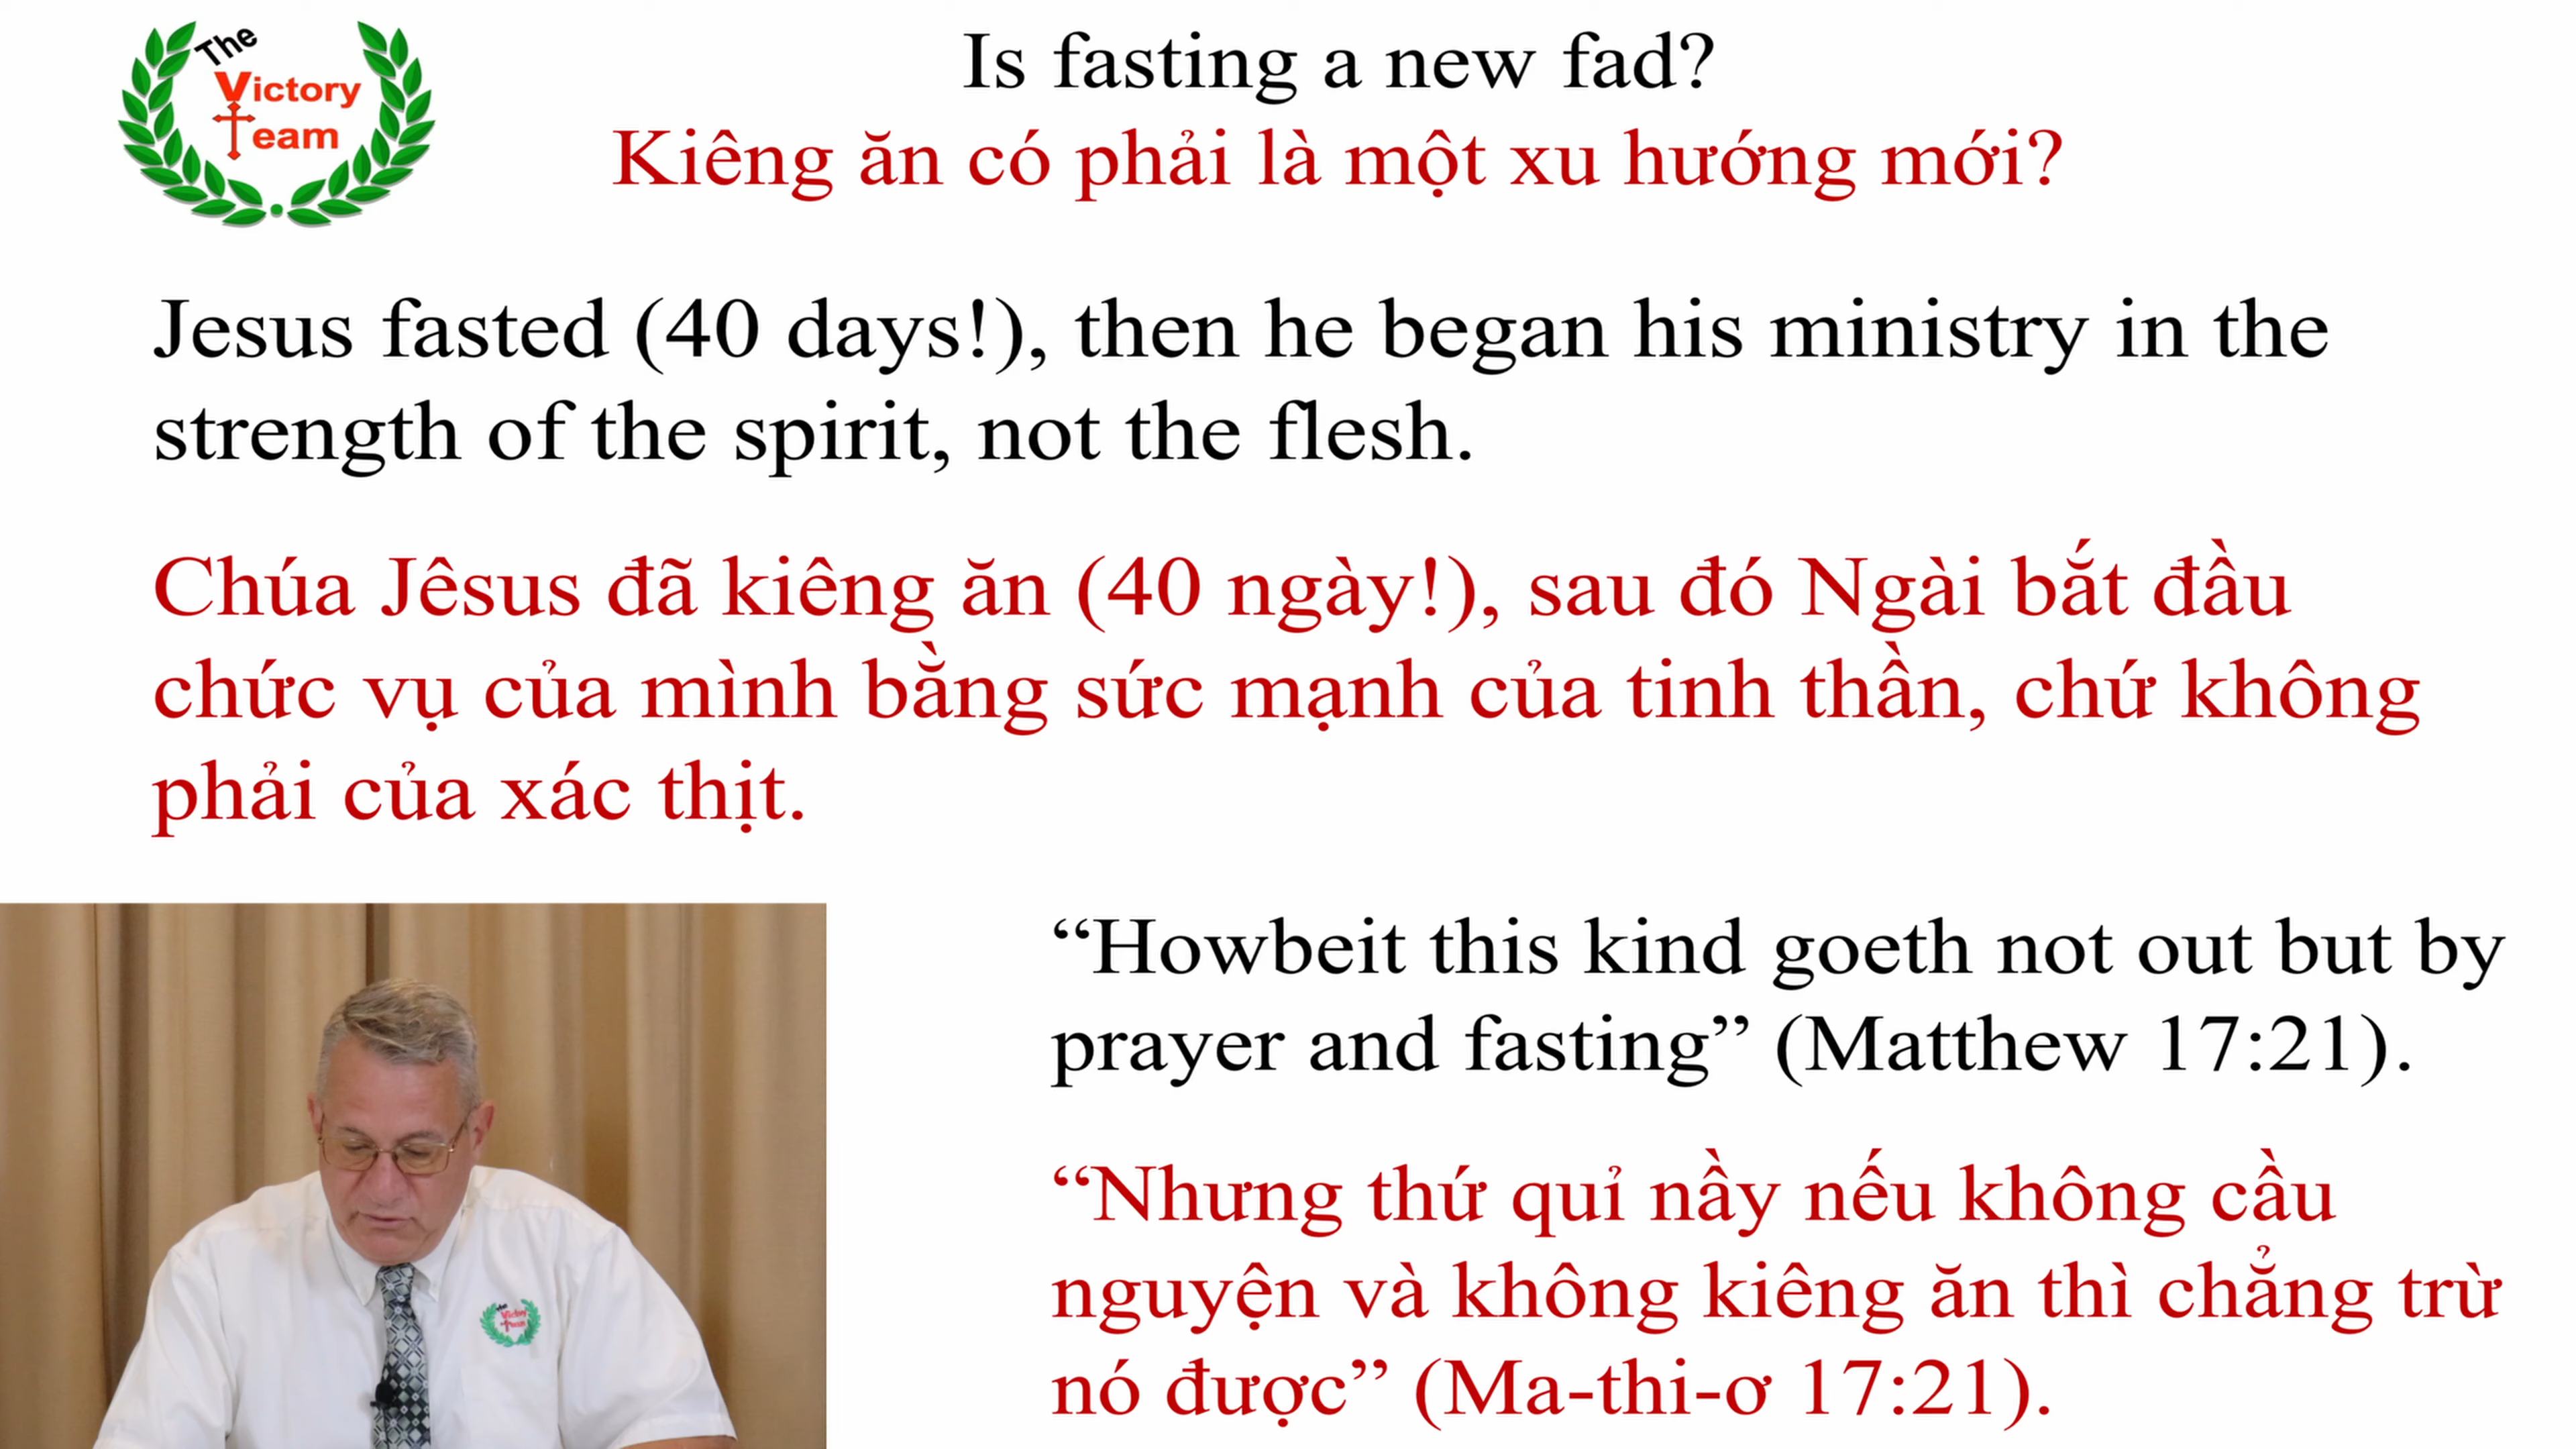 The
Victory
Team
Is fasting a new fad?
Kiêng ăn có phải là một xu hướng mới?
Jesus fasted (40 days!), then he began his ministry in the
strength of the spirit, not the flesh.
Chúa Jêsus đã kiêng ăn (40 ngày!), sau đó Ngài bắt đầu
chức vụ của mình bằng sức mạnh của tinh thần, chứ không
phải của xác thịt.
“Howbeit this kind goeth not out but by
prayer and fasting” (Matthew 17:21).
“Nhưng thứ quỉ nầy nếu không cầu
nguyện và không kiêng ăn thì chẳng trừ
nó được” (Ma-thi-ơ 17:21).
The
Victory
Team